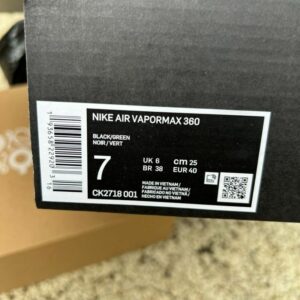 NIKE AIR VAPORMAX 360
BLACK/GREEN
NOIR / VERT
7
UK 6
cm 25
BR 38
EUR 40
CK2718 001
MADE IN VIETNAM /
FABRIQUE AU VIETNAM /
FABRICADO NO VIETNÃ /
HECHO EN VIETNAM